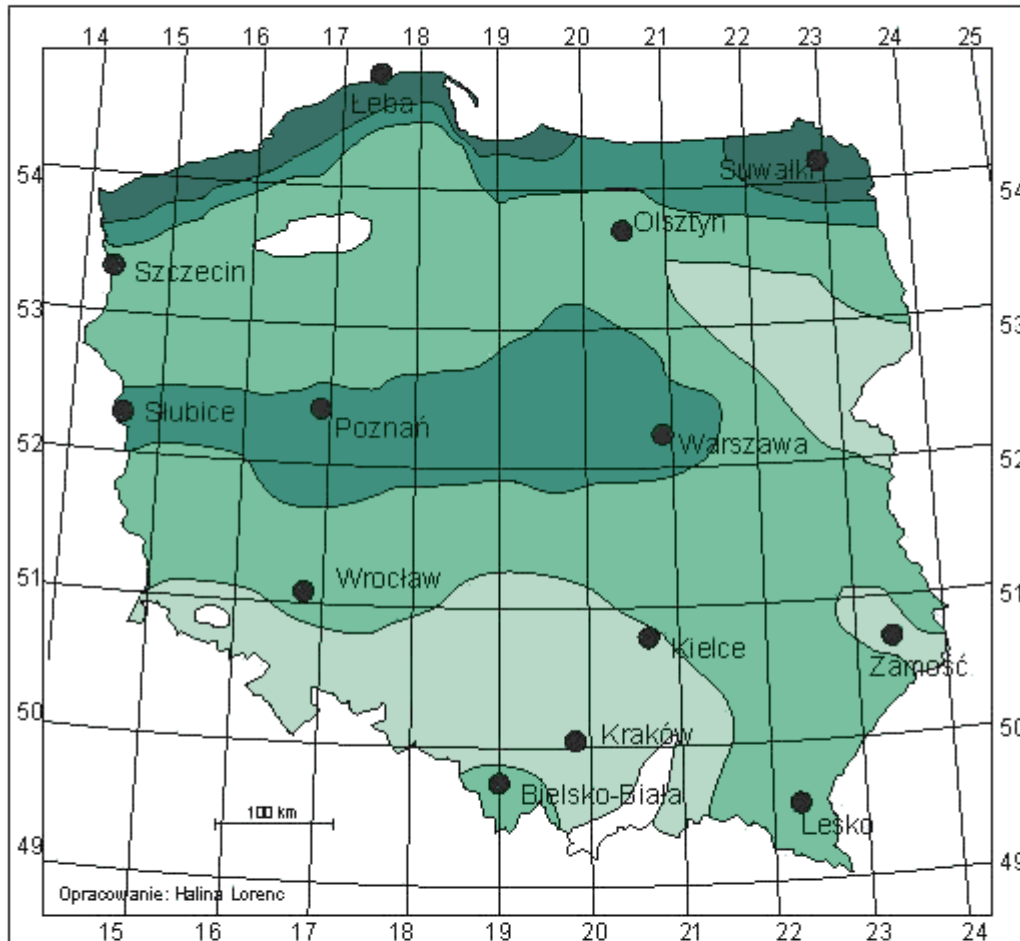 14 15 16 17 18 19 20 21 22 23 24 25
Łeba
54 Suwałki 54
Olsztyn
Szczecin
53 53
Słubice
Poznań
Warszawa
52 52
51 Wrocław 51
Kielce
Zamość
50 50
Kraków
Bielsko-Biała
100 km
Lesko
49 49
Opracowanie: Halina Lorenc
15 16 17 18 19 20 21 22 23 24